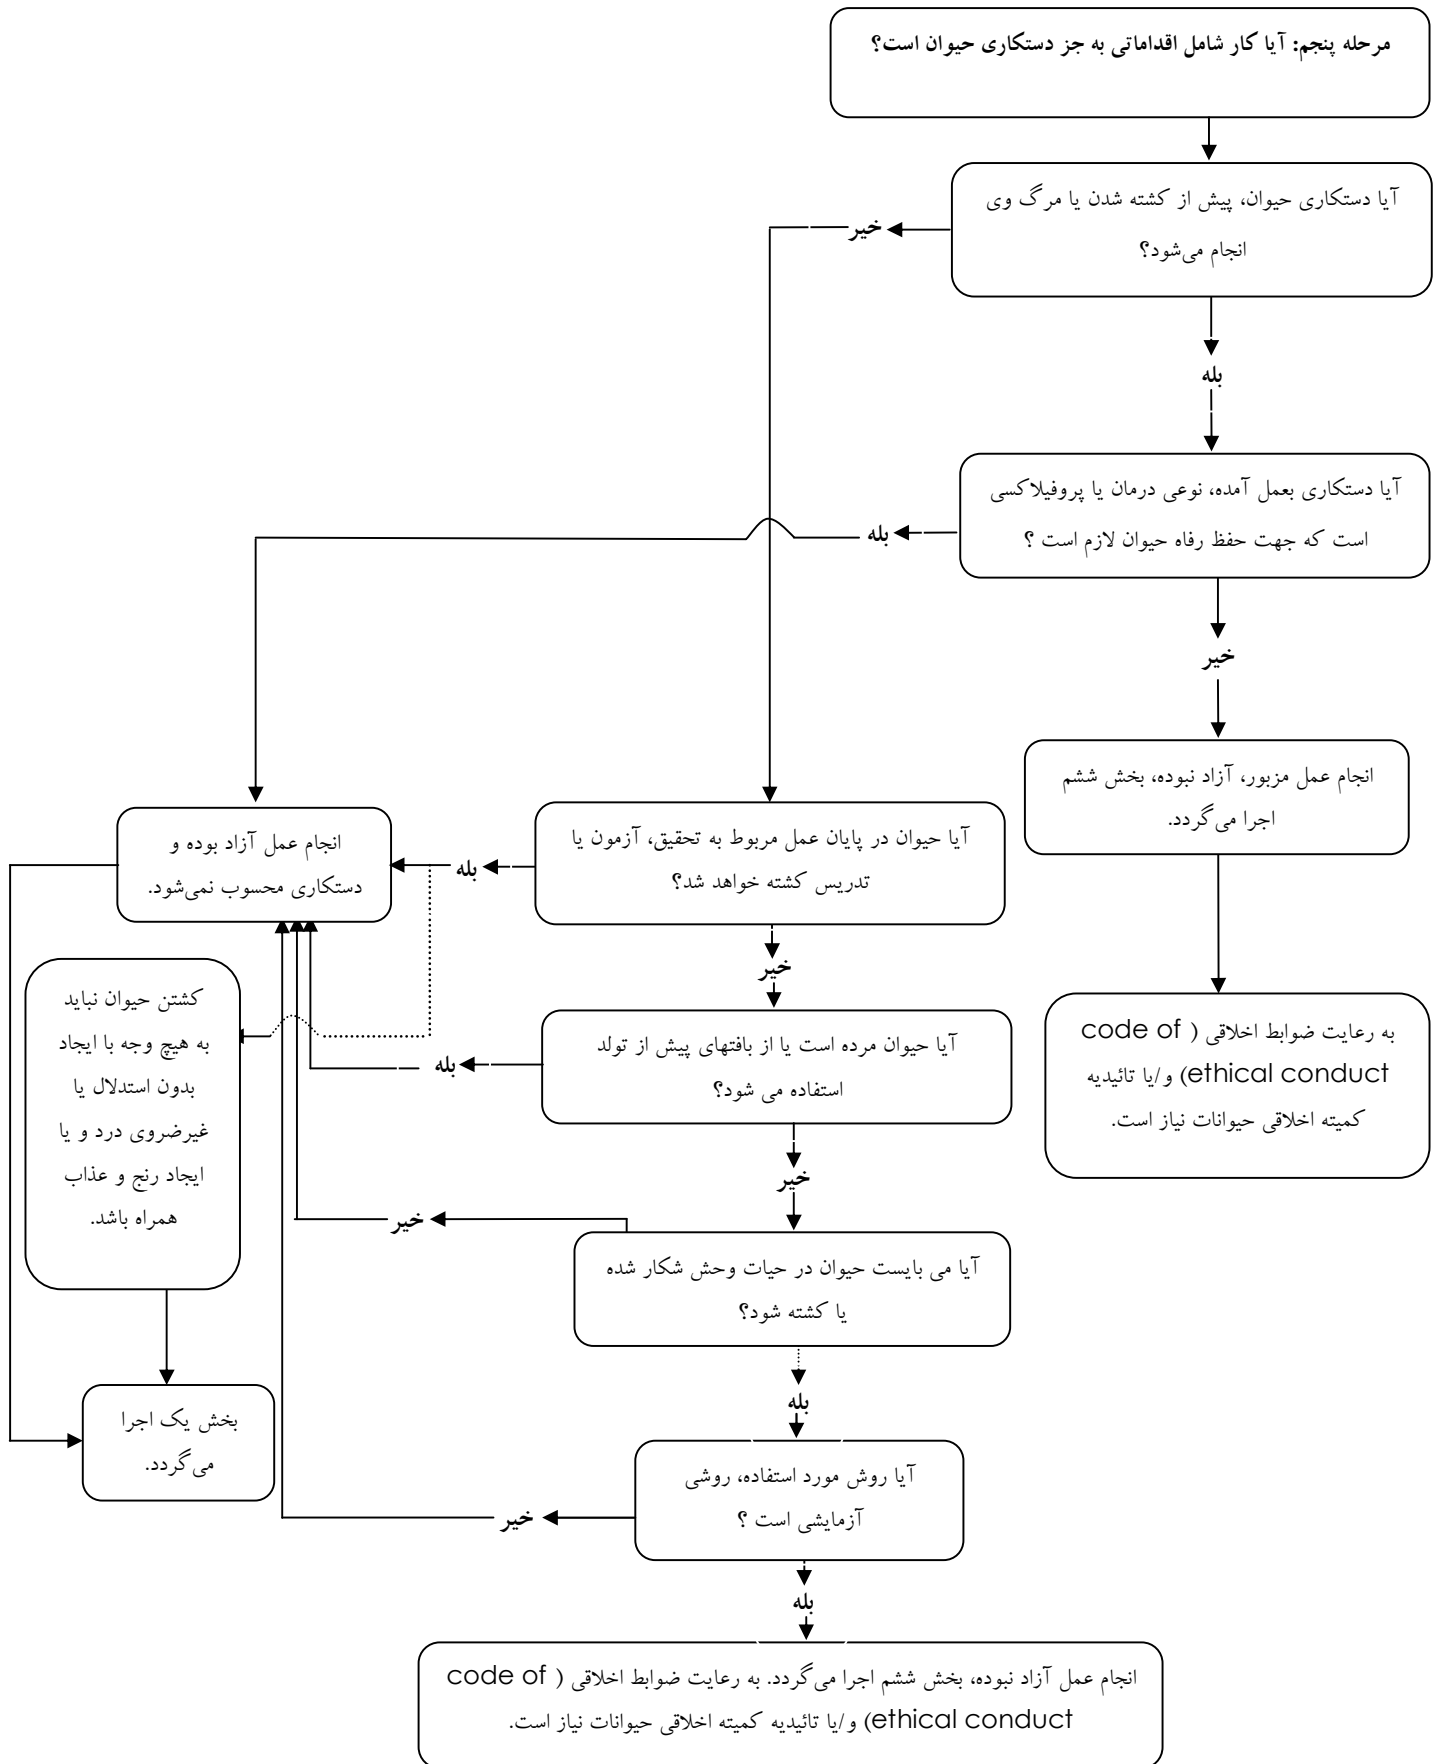 مرحله پنجم: آیا کار شامل اقداماتی به جز دستکاری حیوان است؟
آیا دستکاری حیوان، پیش از کشته شدن یا مرگ وی
انجام می‌شود؟
خیر
بله
آیا دستکاری بعمل آمده، نوعی درمان یا پروفیلاکسی
است که جهت حفظ رفاه حیوان لازم است ؟
بله
خیر
انجام عمل مزبور، آزاد نبوده، بخش ششم
اجرا می‌گردد.
به رعایت ضوابط اخلاقی ( code of
ethical conduct) و/یا تائیدیه
کمیته اخلاقی حیوانات نیاز است.
آیا حیوان در پایان عمل مربوط به تحقیق، آزمون یا
تدریس کشته خواهد شد؟
بله
انجام عمل آزاد بوده و
دستکاری محسوب نمی‌شود.
خیر
آیا حیوان مرده است یا از بافتهای پیش از تولد
استفاده می شود؟
بله
کشتن حیوان نباید
به هیچ وجه با ایجاد
بدون استدلال یا
غیرضروی درد و یا
ایجاد رنج و عذاب
همراه باشد.
خیر
آیا می بایست حیوان در حیات وحش شکار شده
یا کشته شود؟
خیر
بله
بخش یک اجرا
می‌گردد.
آیا روش مورد استفاده، روشی
آزمایشی است ؟
خیر
بله
انجام عمل آزاد نبوده، بخش ششم اجرا می‌گردد. به رعایت ضوابط اخلاقی ( code of
ethical conduct) و/یا تائیدیه کمیته اخلاقی حیوانات نیاز است.